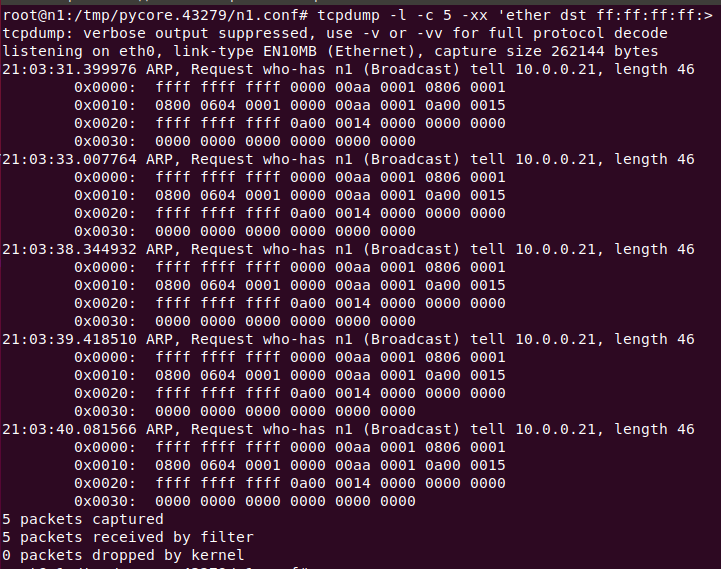 root@n1:/tmp/pycore.43279/n1.conf# tcpdump -l -c 5 -xx 'ether dst ff:ff:ff:ff:>
tcpdump: verbose output suppressed, use -v or -vv for full protocol decode
listening on eth0, link-type EN10MB (Ethernet), capture size 262144 bytes
21:03:31.399976 ARP, Request who-has n1 (Broadcast) tell 10.0.0.21, length 46
0x0000:  ffff ffff ffff 0000 00aa 0001 0806 0001
0x0010:  0800 0604 0001 0000 00aa 0001 0a00 0015
0x0020:  ffff ffff ffff 0a00 0014 0000 0000 0000
0x0030:  0000 0000 0000 0000 0000 0000
21:03:33.007764 ARP, Request who-has n1 (Broadcast) tell 10.0.0.21, length 46
0x0000:  ffff ffff ffff 0000 00aa 0001 0806 0001
0x0010:  0800 0604 0001 0000 00aa 0001 0a00 0015
0x0020:  ffff ffff ffff 0a00 0014 0000 0000 0000
0x0030:  0000 0000 0000 0000 0000 0000
21:03:38.344932 ARP, Request who-has n1 (Broadcast) tell 10.0.0.21, length 46
0x0000:  ffff ffff ffff 0000 00aa 0001 0806 0001
0x0010:  0800 0604 0001 0000 00aa 0001 0a00 0015
0x0020:  ffff ffff ffff 0a00 0014 0000 0000 0000
0x0030:  0000 0000 0000 0000 0000 0000
21:03:39.418510 ARP, Request who-has n1 (Broadcast) tell 10.0.0.21, length 46
0x0000:  ffff ffff ffff 0000 00aa 0001 0806 0001
0x0010:  0800 0604 0001 0000 00aa 0001 0a00 0015
0x0020:  ffff ffff ffff 0a00 0014 0000 0000 0000
0x0030:  0000 0000 0000 0000 0000 0000
21:03:40.081566 ARP, Request who-has n1 (Broadcast) tell 10.0.0.21, length 46
0x0000:  ffff ffff ffff 0000 00aa 0001 0806 0001
0x0010:  0800 0604 0001 0000 00aa 0001 0a00 0015
0x0020:  ffff ffff ffff 0a00 0014 0000 0000 0000
0x0030:  0000 0000 0000 0000 0000 0000
5 packets captured
5 packets received by filter
0 packets dropped by kernel